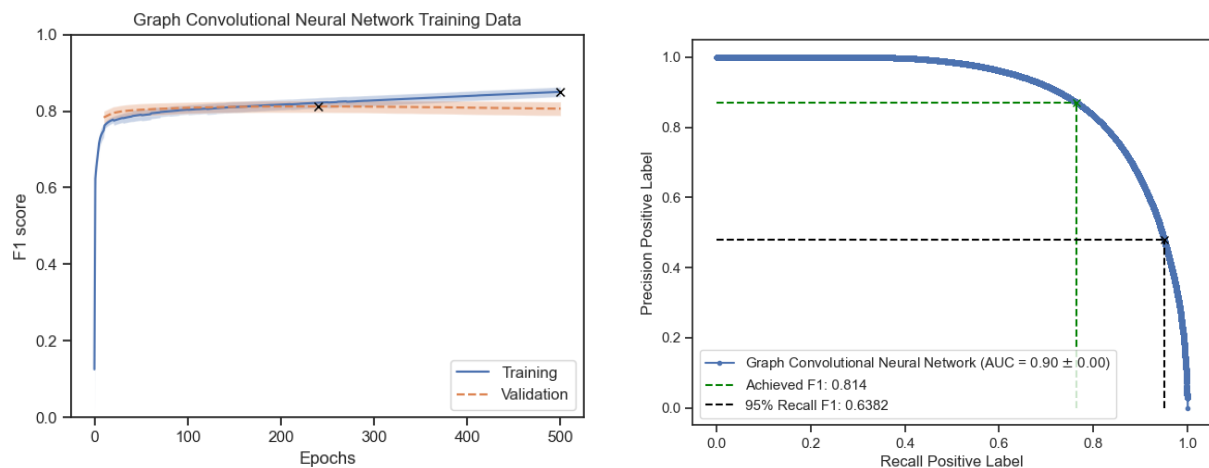 Graph Convolutional Neural Network Training Data
1.0
0.8
0.6
0.4
0.2
0.0
F1 score
0
100
200
300
400
500
Epochs
Training
Validation
1.0
0.8
0.6
0.4
0.2
0.0
Precision Positive Label
Graph Convolutional Neural Network (AUC = 0.90 ± 0.00)
Achieved F1: 0.814
95% Recall F1: 0.6382
0.0
0.2
0.4
0.6
0.8
1.0
Recall Positive Label